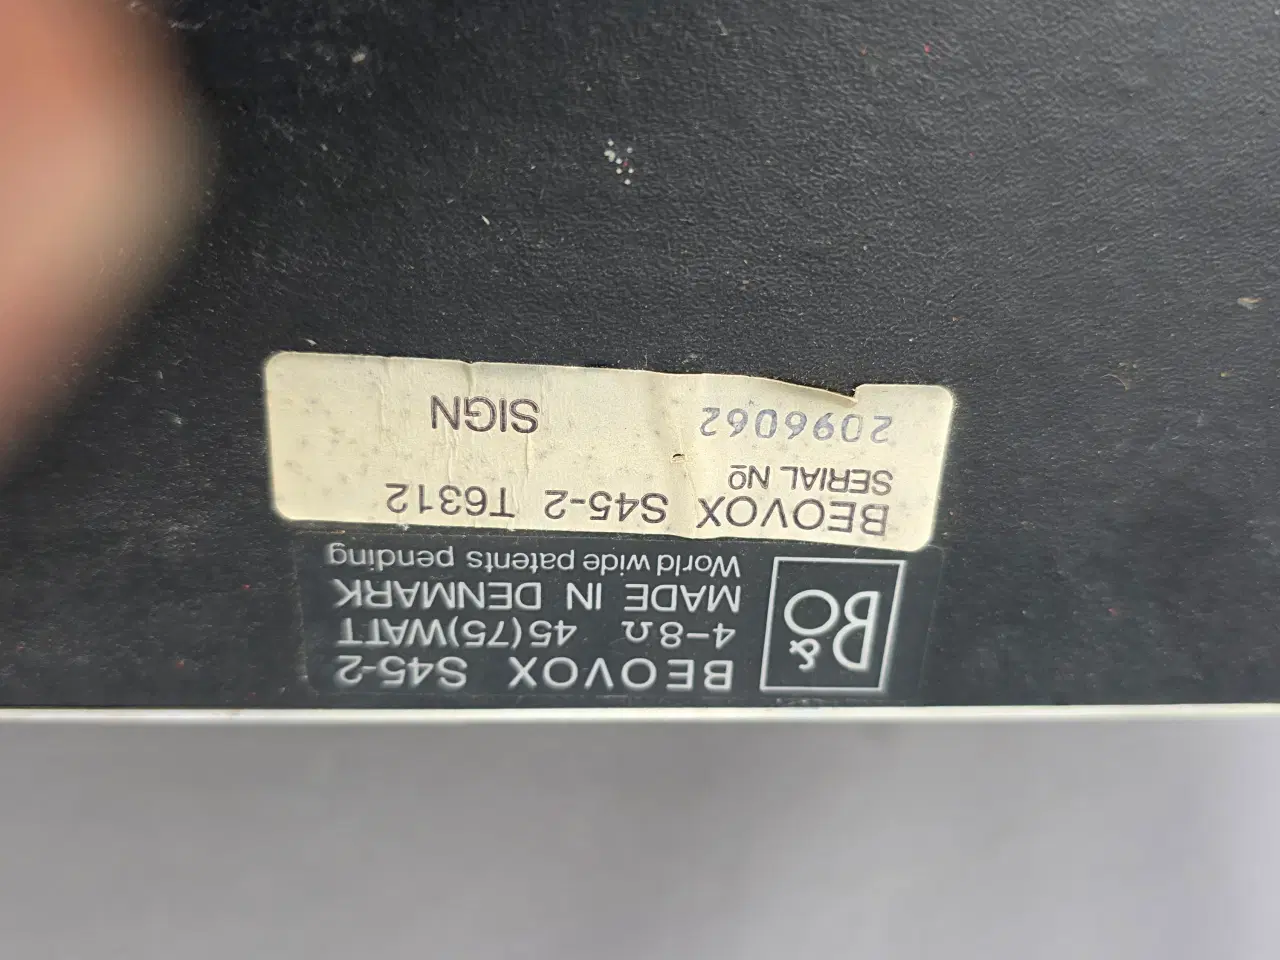 B&O
BEOVOX S45-2
4-8Ω 45(75)WATT
MADE IN DENMARK
World wide patents pending
BEOVOX S45-2 T6312
SERIAL Nº
2096062 SIGN